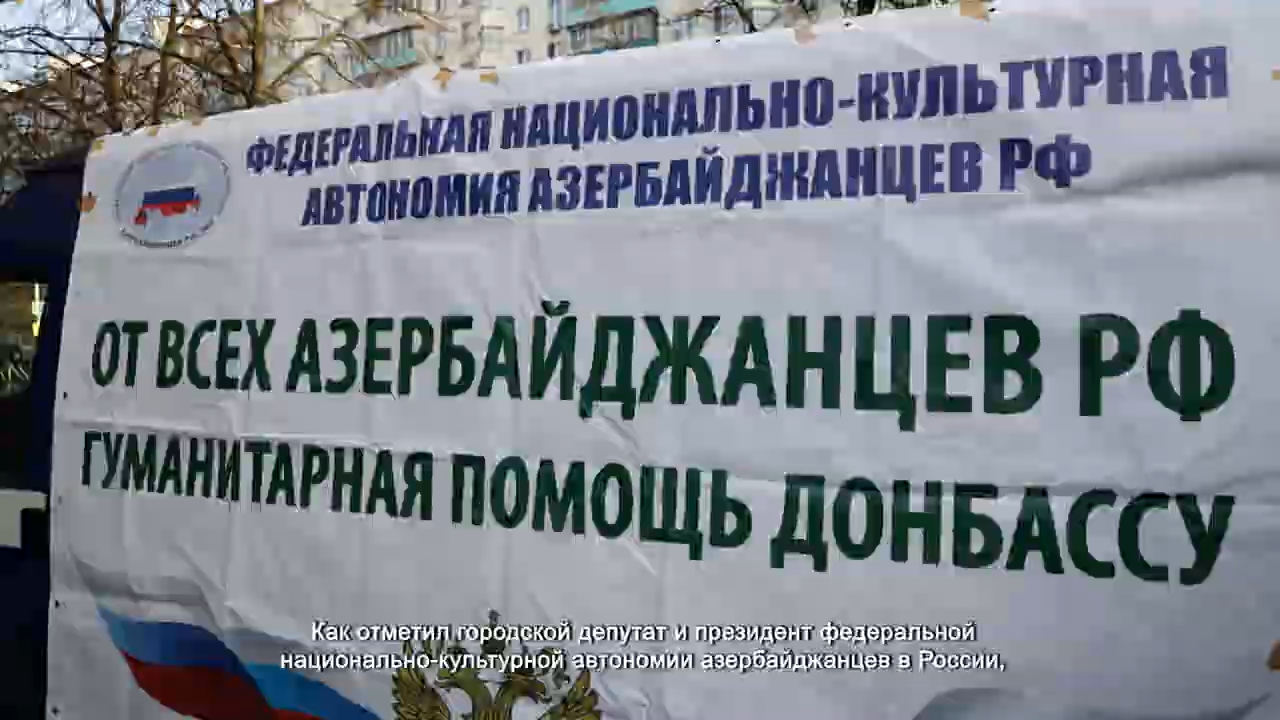 ФЕДЕРАЛЬНАЯ НАЦИОНАЛЬНО-КУЛЬТУРНАЯ
АВТОНОМИЯ АЗЕРБАЙДЖАНЦЕВ РФ
ОТ ВСЕХ АЗЕРБАЙДЖАНЦЕВ РФ
ГУМАНИТАРНАЯ ПОМОЩЬ ДОНБАССУ
Как отметил городской депутат и президент федеральной
национально-культурной автономии азербайджанцев в России,